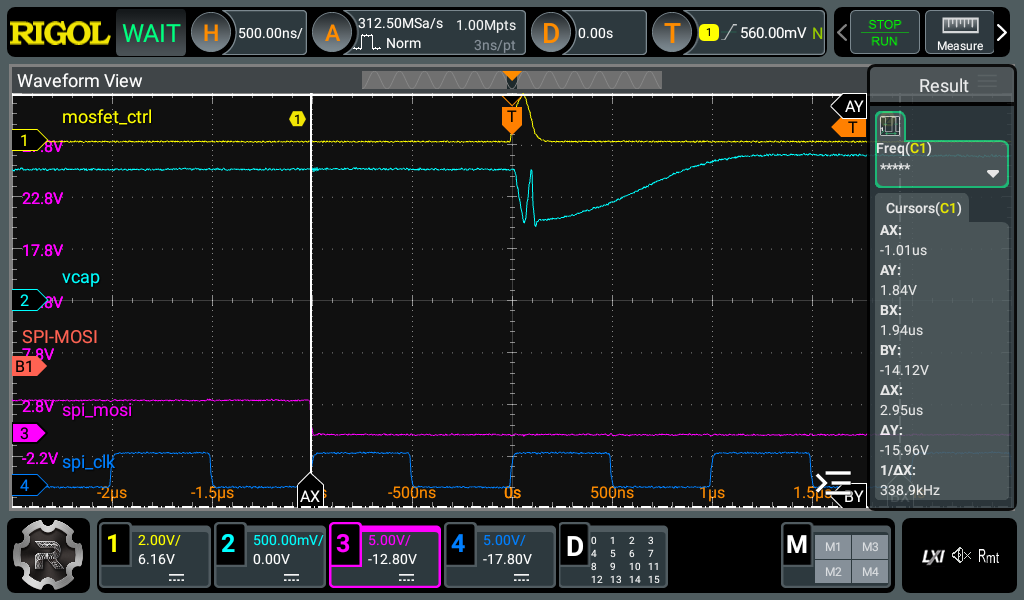 RIGOL
WAIT
H
500.00ns/
A
312.50MSa/s
1.00Mpts
Norm
3ns/pt
D
0.00s
T
1
560.00mV
N
STOP
RUN
Measure
Waveform View
Result
mosfet_ctrl
1
T
AY
T
1
.8V
22.8V
17.8V
vcap
2
.8V
SPI-MOSI
7.8V
B1
2.8V
spi_mosi
3
-2.2V
spi_clk
4
-2µs
-1.5µs
s
-500ns
0s
500ns
1µs
1.5µs
AX
BY
Freq(C1)
*****
Cursors(C1)
AX:
-1.01us
AY:
1.84V
BX:
1.94us
BY:
-14.12V
ΔX:
2.95us
ΔY:
-15.96V
1/ΔX:
338.9kHz
1
2.00V/
6.16V
2
500.00mV/
0.00V
3
5.00V/
-12.80V
4
5.00V/
-17.80V
D
0 1 2 3
4 5 6 7
8 9 10 11
12 13 14 15
M
M1 M3
M2 M4
LXI
Rmt